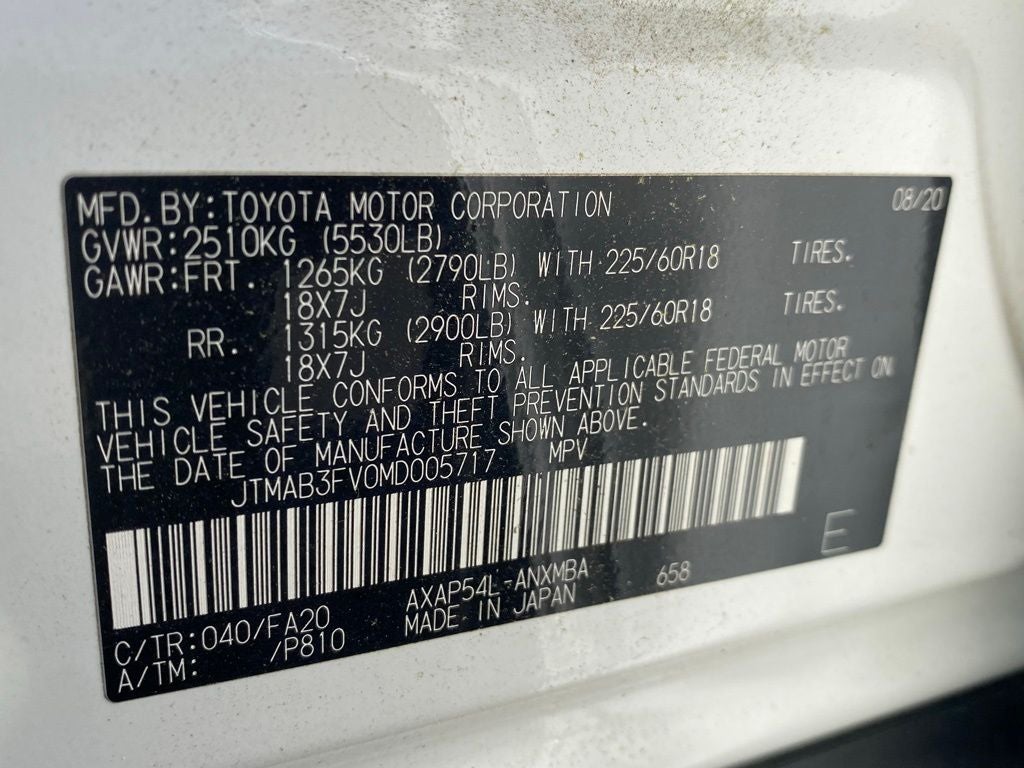 MFD.BY:TOYOTA MOTOR CORPORATION 08/20
GVWR:2510KG (5530LB)
GAWR:FRT. 1265KG (2790LB) WITH 225/60R18 TIRES.
18X7J RIMS.
RR. 1315KG (2900LB) WITH 225/60R18 TIRES.
18X7J RIMS.
THIS VEHICLE CONFORMS TO ALL APPLICABLE FEDERAL MOTOR
VEHICLE SAFETY AND THEFT PREVENTION STANDARDS IN EFFECT ON
THE DATE OF MANUFACTURE SHOWN ABOVE.
JTMAB3FV0MD005717 MPV
E
C/TR:040/FA20 AXAP54L-ANXMBA 658
A/TM: /P810 MADE IN JAPAN